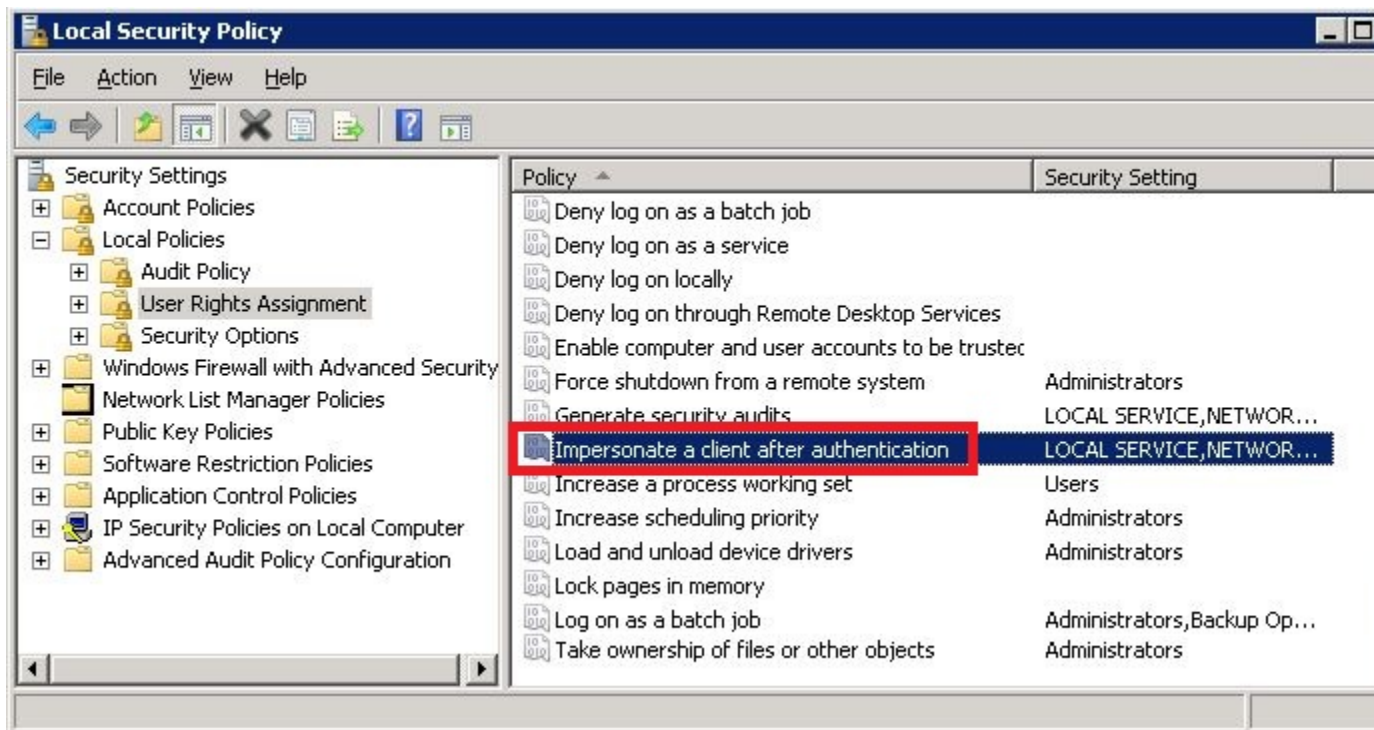 Local Security Policy
File Action View Help
Security Settings
Account Policies
Local Policies
Audit Policy
User Rights Assignment
Security Options
Windows Firewall with Advanced Security
Network List Manager Policies
Public Key Policies
Software Restriction Policies
Application Control Policies
IP Security Policies on Local Computer
Advanced Audit Policy Configuration
Policy Security Setting
Deny log on as a batch job
Deny log on as a service
Deny log on locally
Deny log on through Remote Desktop Services
Enable computer and user accounts to be trustec
Force shutdown from a remote system Administrators
Generate security audits LOCAL SERVICE,NETWOR...
Impersonate a client after authentication LOCAL SERVICE,NETWOR...
Increase a process working set Users
Increase scheduling priority Administrators
Load and unload device drivers Administrators
Lock pages in memory
Log on as a batch job Administrators,Backup Op...
Take ownership of files or other objects Administrators